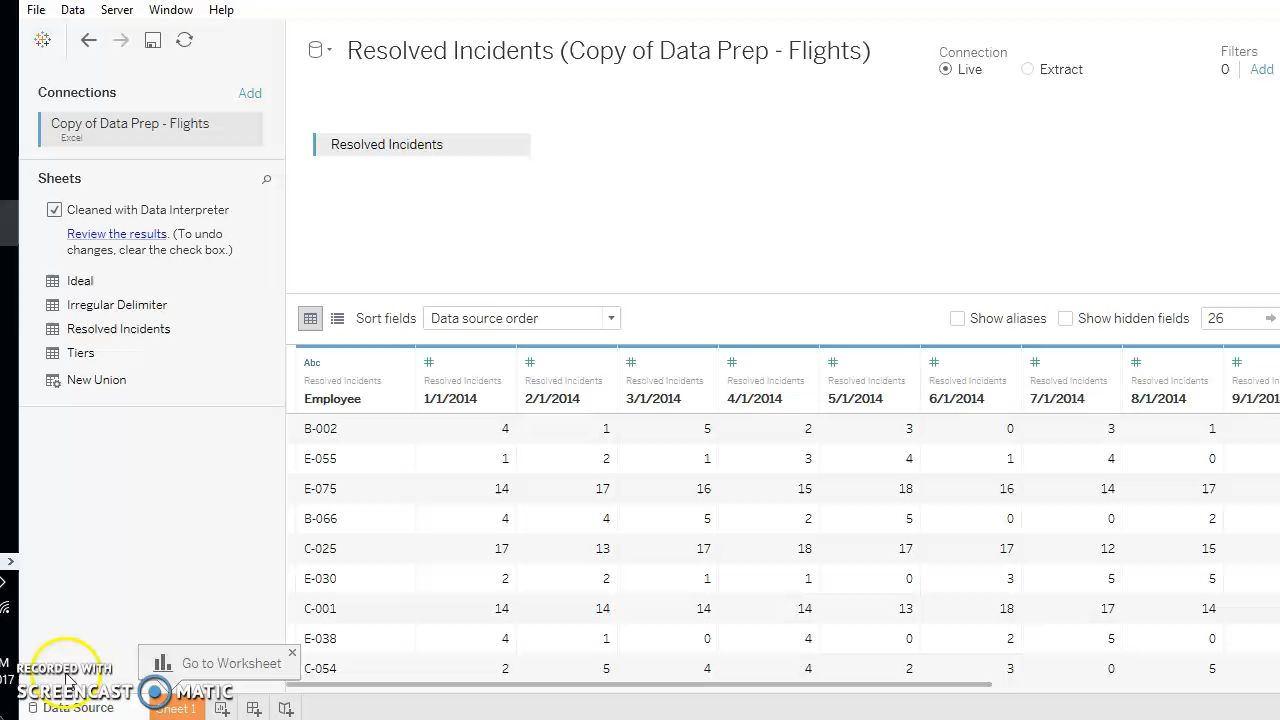 File Data Server Window Help
Resolved Incidents (Copy of Data Prep - Flights)
Connection
Live Extract
Filters
0 Add
Connections Add
Copy of Data Prep - Flights
Excel
Resolved Incidents
Sheets
Cleaned with Data Interpreter
Review the results. (To undo
changes, clear the check box.)
Ideal
Irregular Delimiter
Resolved Incidents
Tiers
New Union
Sort fields Data source order Show aliases Show hidden fields 26
Abc # # # # # # # # #
Resolved Incidents Resolved Incidents Resolved Incidents Resolved Incidents Resolved Incidents Resolved Incidents Resolved Incidents Resolved Incidents Resolved Incidents Resolved In
Employee 1/1/2014 2/1/2014 3/1/2014 4/1/2014 5/1/2014 6/1/2014 7/1/2014 8/1/2014 9/1/2014
B-002 4 1 5 2 3 0 3 1
E-055 1 2 1 3 4 1 4 0
E-075 14 17 16 15 18 16 14 17
B-066 4 4 5 2 5 0 0 2
C-025 17 13 17 18 17 17 12 15
E-030 2 2 1 1 0 3 5 5
C-001 14 14 14 14 13 18 17 14
E-038 4 1 0 4 0 2 5 0
C-054 2 5 4 4 2 3 0 5
Go to Worksheet
M
017
RECORDED WITH
SCREENCAST MATIC
Data Source Sheet 1